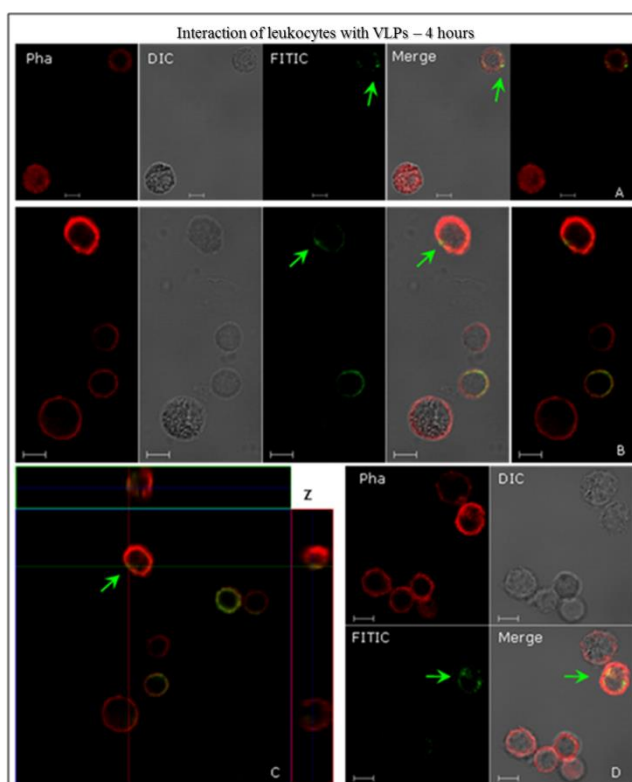 Interaction of leukocytes with VLPs – 4 hours
Pha
DIC
FITIC
Merge
A
B
Z
C
Pha
DIC
FITIC
Merge
D